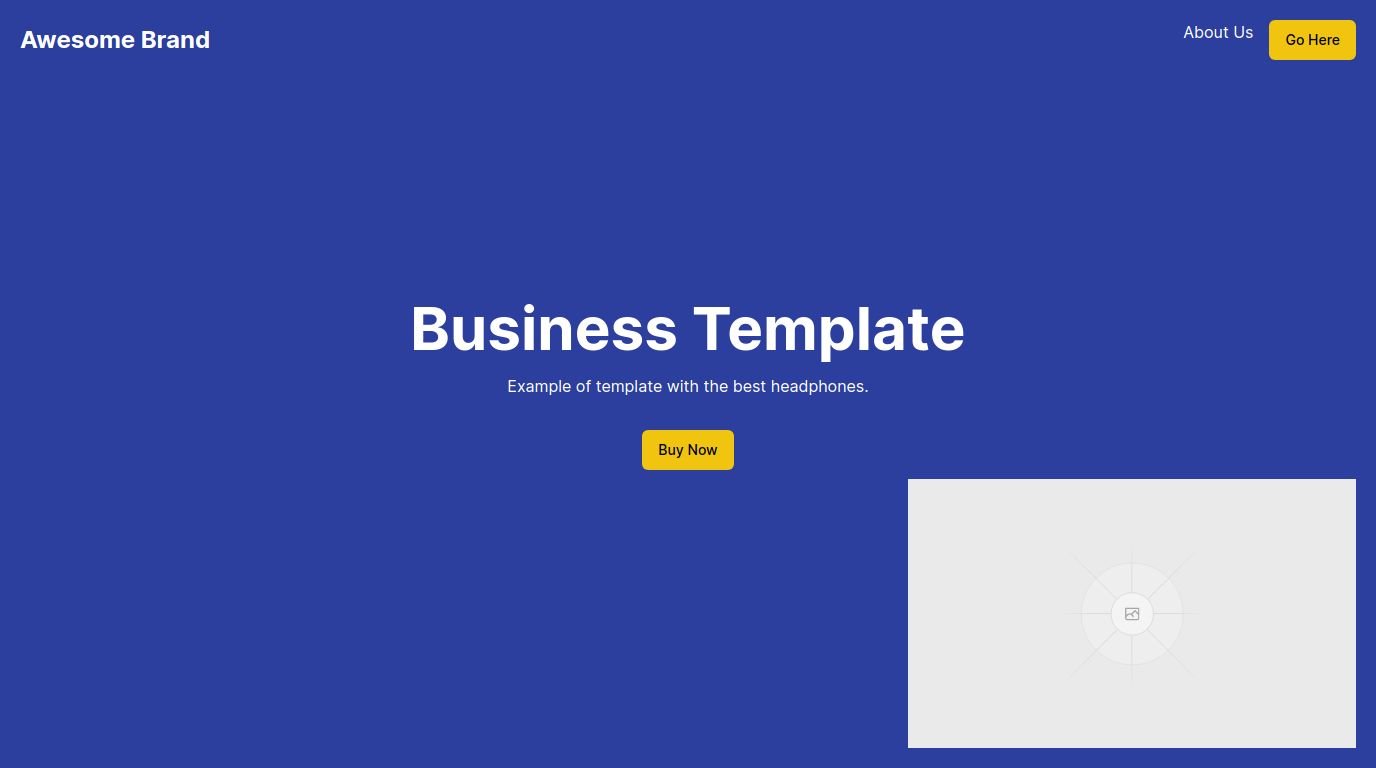 Awesome Brand
About Us
Go Here
Business Template
Example of template with the best headphones.
Buy Now